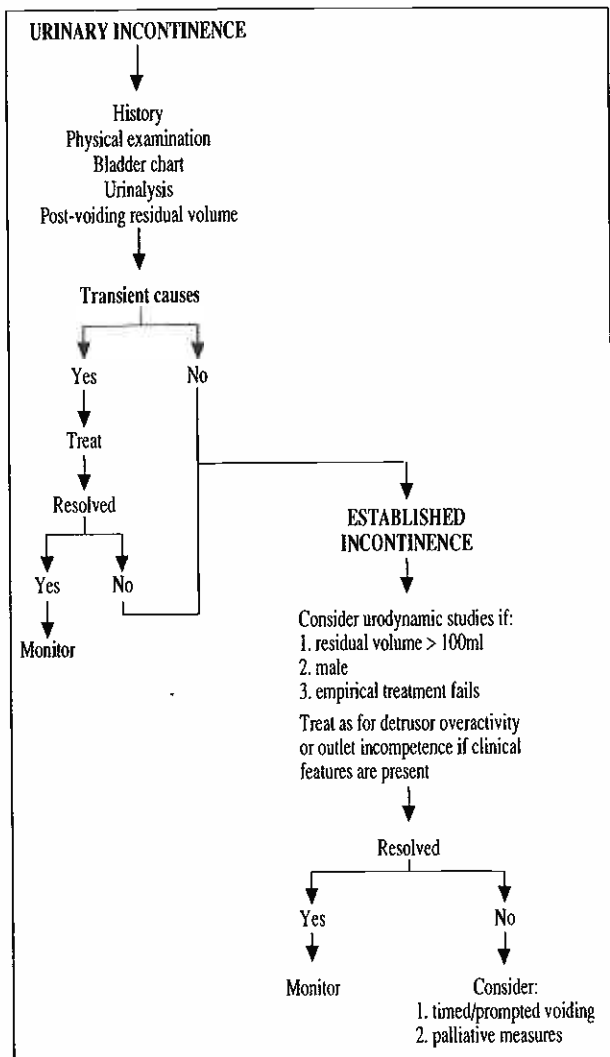 URINARY INCONTINENCE
History
Physical examination
Bladder chart
Urinalysis
Post-voiding residual volume
Transient causes
Yes
No
Treat
Resolved
Yes
No
Monitor
ESTABLISHED
INCONTINENCE
Consider urodynamic studies if:
1. residual volume > 100ml
2. male
3. empirical treatment fails
Treat as for detrusor overactivity
or outlet incompetence if clinical
features are present
Resolved
Yes
No
Monitor
Consider:
1. timed/prompted voiding
2. palliative measures